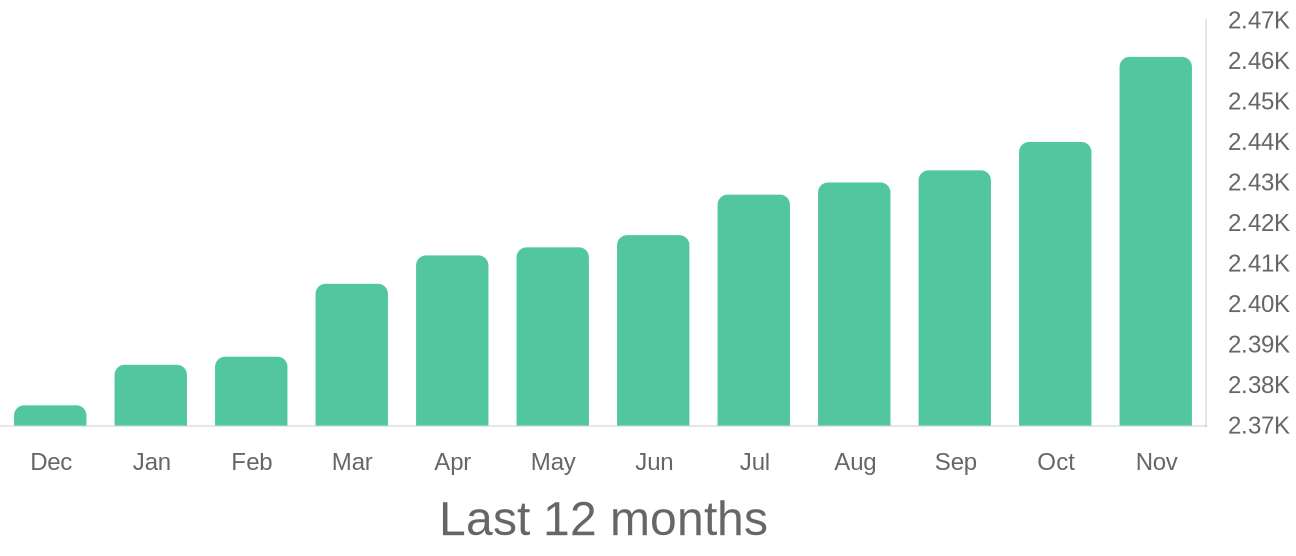 2.47K
2.46K
2.45K
2.44K
2.43K
2.42K
2.41K
2.40K
2.39K
2.38K
2.37K
Dec Jan Feb Mar Apr May Jun Jul Aug Sep Oct Nov
Last 12 months